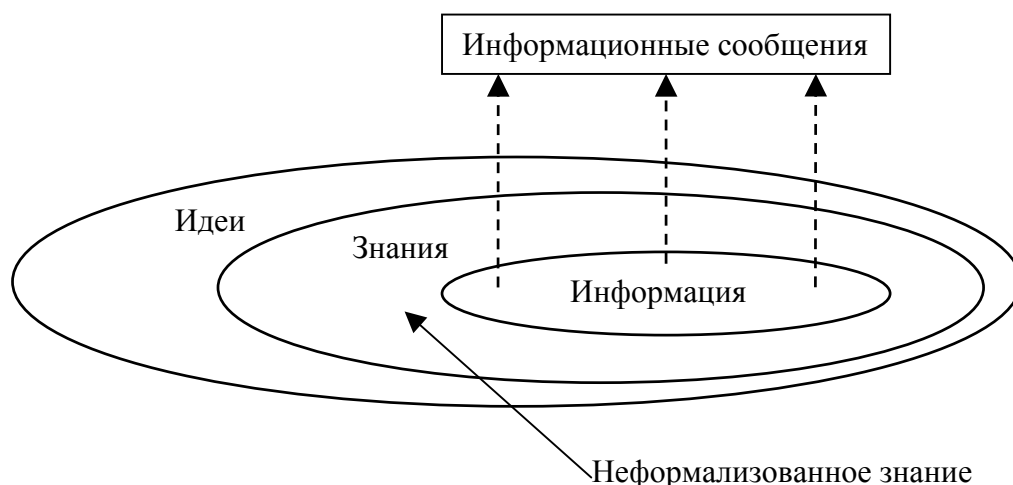 Информационные сообщения
Идеи
Знания
Информация
Неформализованное знание